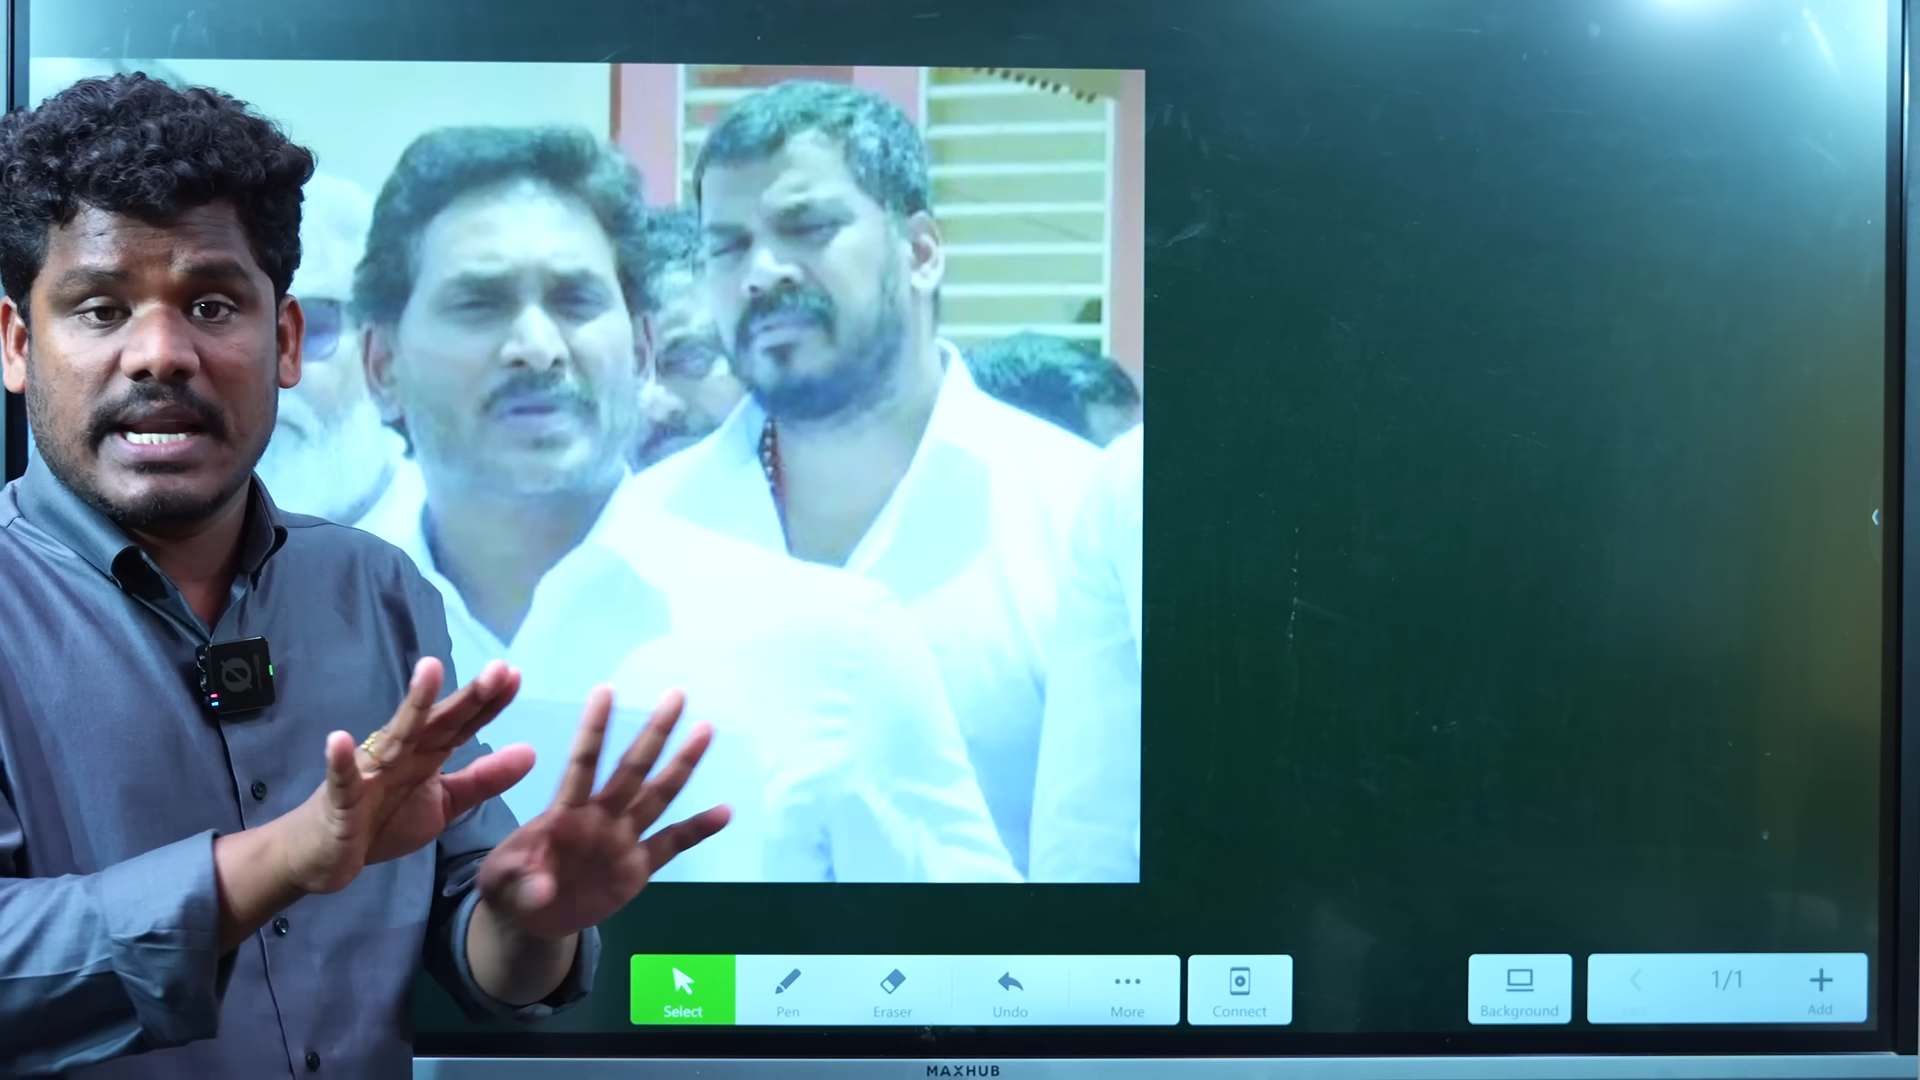 Select
Pen
Eraser
Undo
More
Connect
Background
1/1
Add
MAXHUB